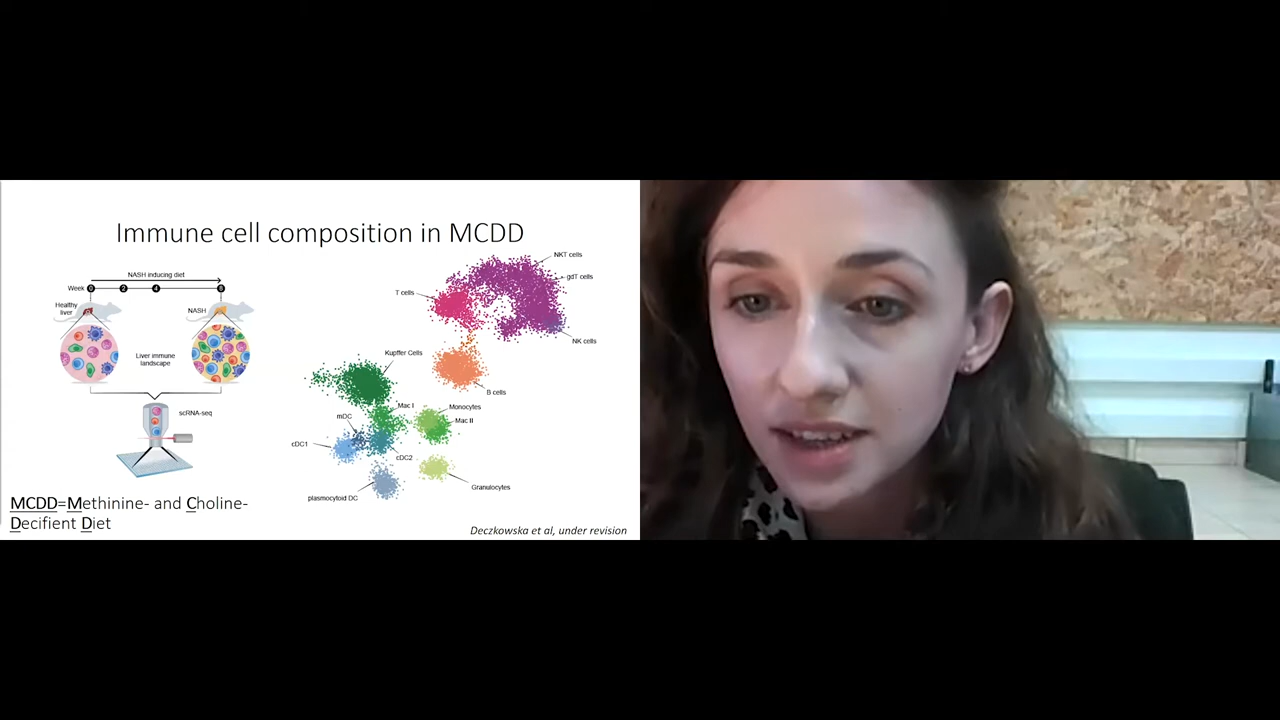 Immune cell composition in MCDD
NASH inducing diet
Week 0 2 4 8
Healthy
liver
NASH
Liver immune
landscape
scRNA-seq
MCDD=Methinine- and Choline-
Decifient Diet
NKT cells
gdT cells
T cells
NK cells
Kupffer Cells
B cells
Mac I
Monocytes
mDC
Mac II
cDC1
cDC2
Granulocytes
plasmocytoid DC
Deczkowska et al, under revision